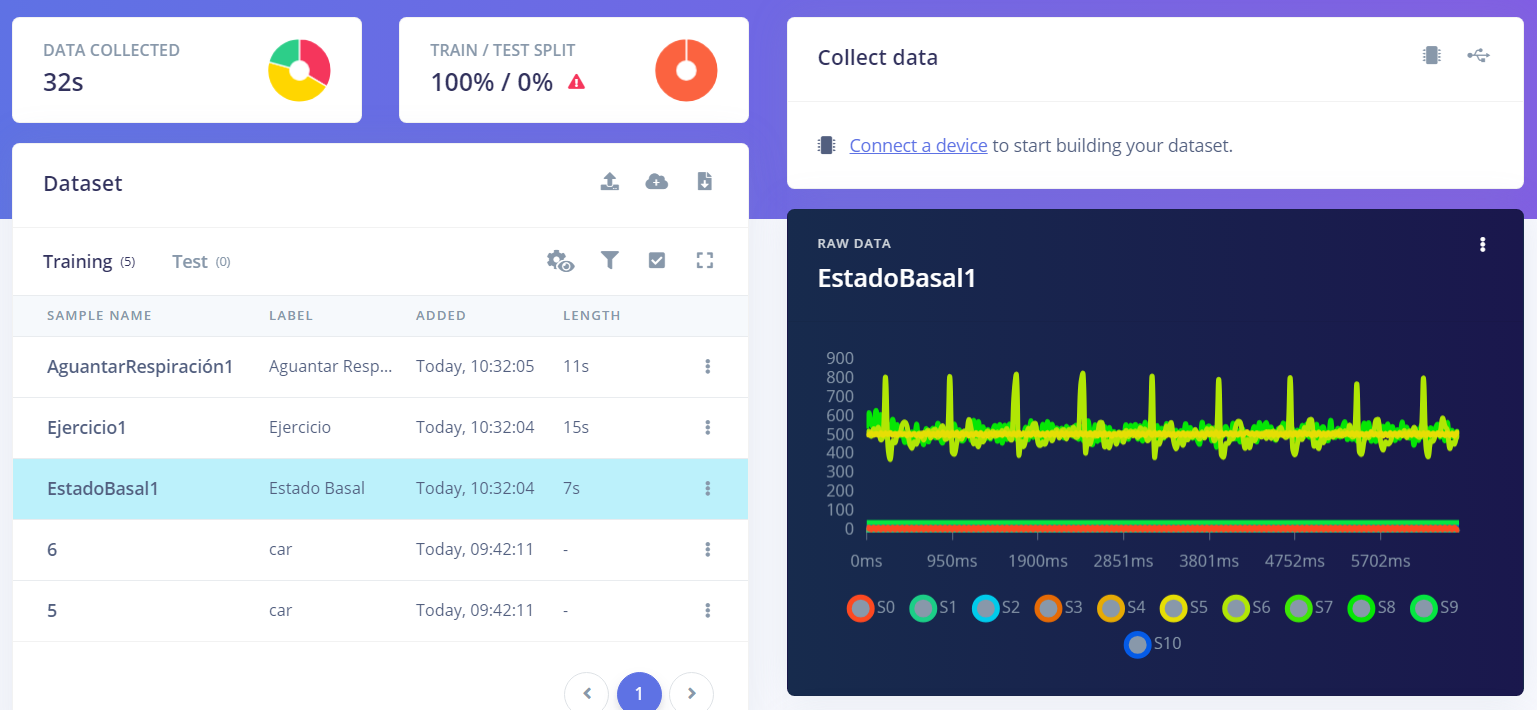 DATA COLLECTED
32s
TRAIN / TEST SPLIT
100% / 0%
Dataset
Training (5) Test (0)
SAMPLE NAME LABEL ADDED LENGTH
AguantarRespiración1 Aguantar Resp... Today, 10:32:05 11s
Ejercicio1 Ejercicio Today, 10:32:04 15s
EstadoBasal1 Estado Basal Today, 10:32:04 7s
6 car Today, 09:42:11 -
5 car Today, 09:42:11 -
1
Collect data
Connect a device to start building your dataset.
RAW DATA
EstadoBasal1
900
800
700
600
500
400
300
200
100
0
0ms 950ms 1900ms 2851ms 3801ms 4752ms 5702ms
S0 S1 S2 S3 S4 S5 S6 S7 S8 S9
S10